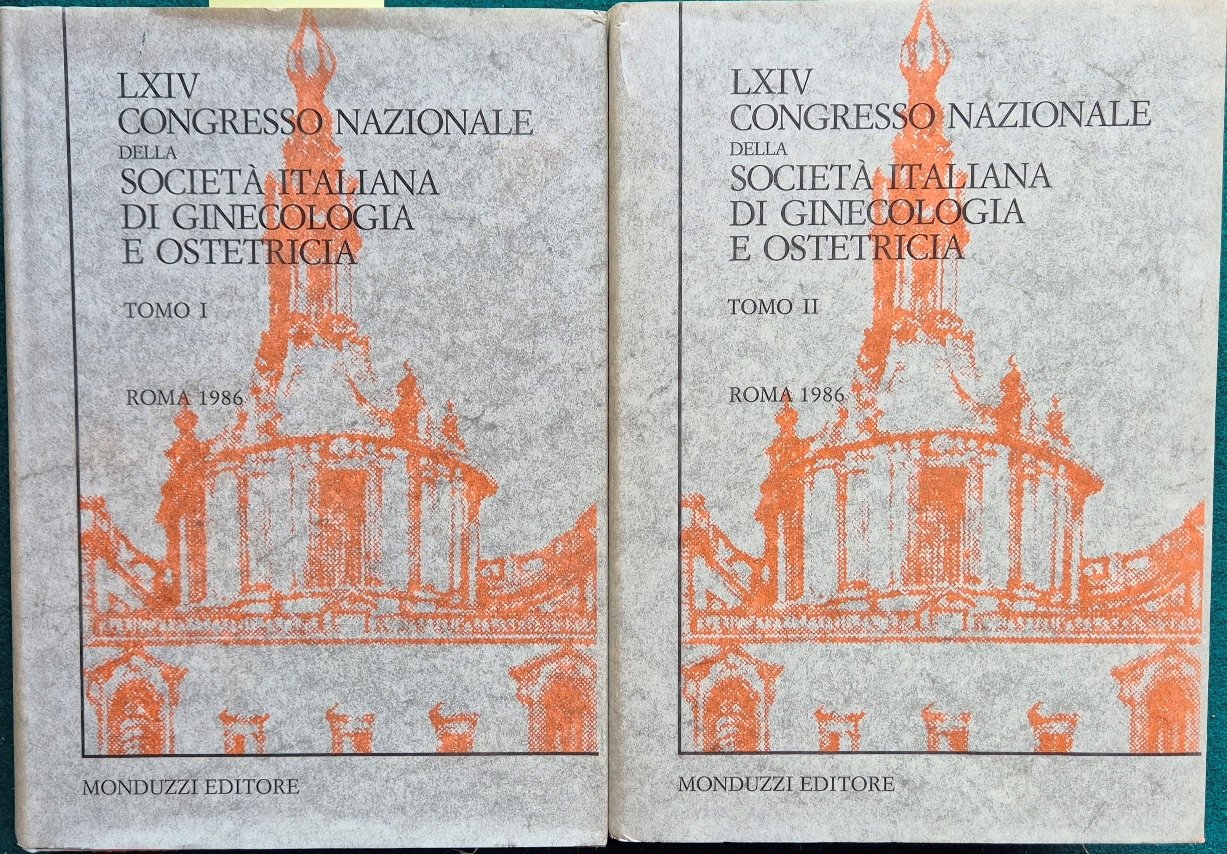 LXIV
CONGRESSO NAZIONALE
DELLA
SOCIETÀ ITALIANA
DI GINECOLOGIA
E OSTETRICIA
TOMO I
ROMA 1986
MONDUZZI EDITORE
LXIV
CONGRESSO NAZIONALE
DELLA
SOCIETÀ ITALIANA
DI GINECOLOGIA
E OSTETRICIA
TOMO II
ROMA 1986
MONDUZZI EDITORE